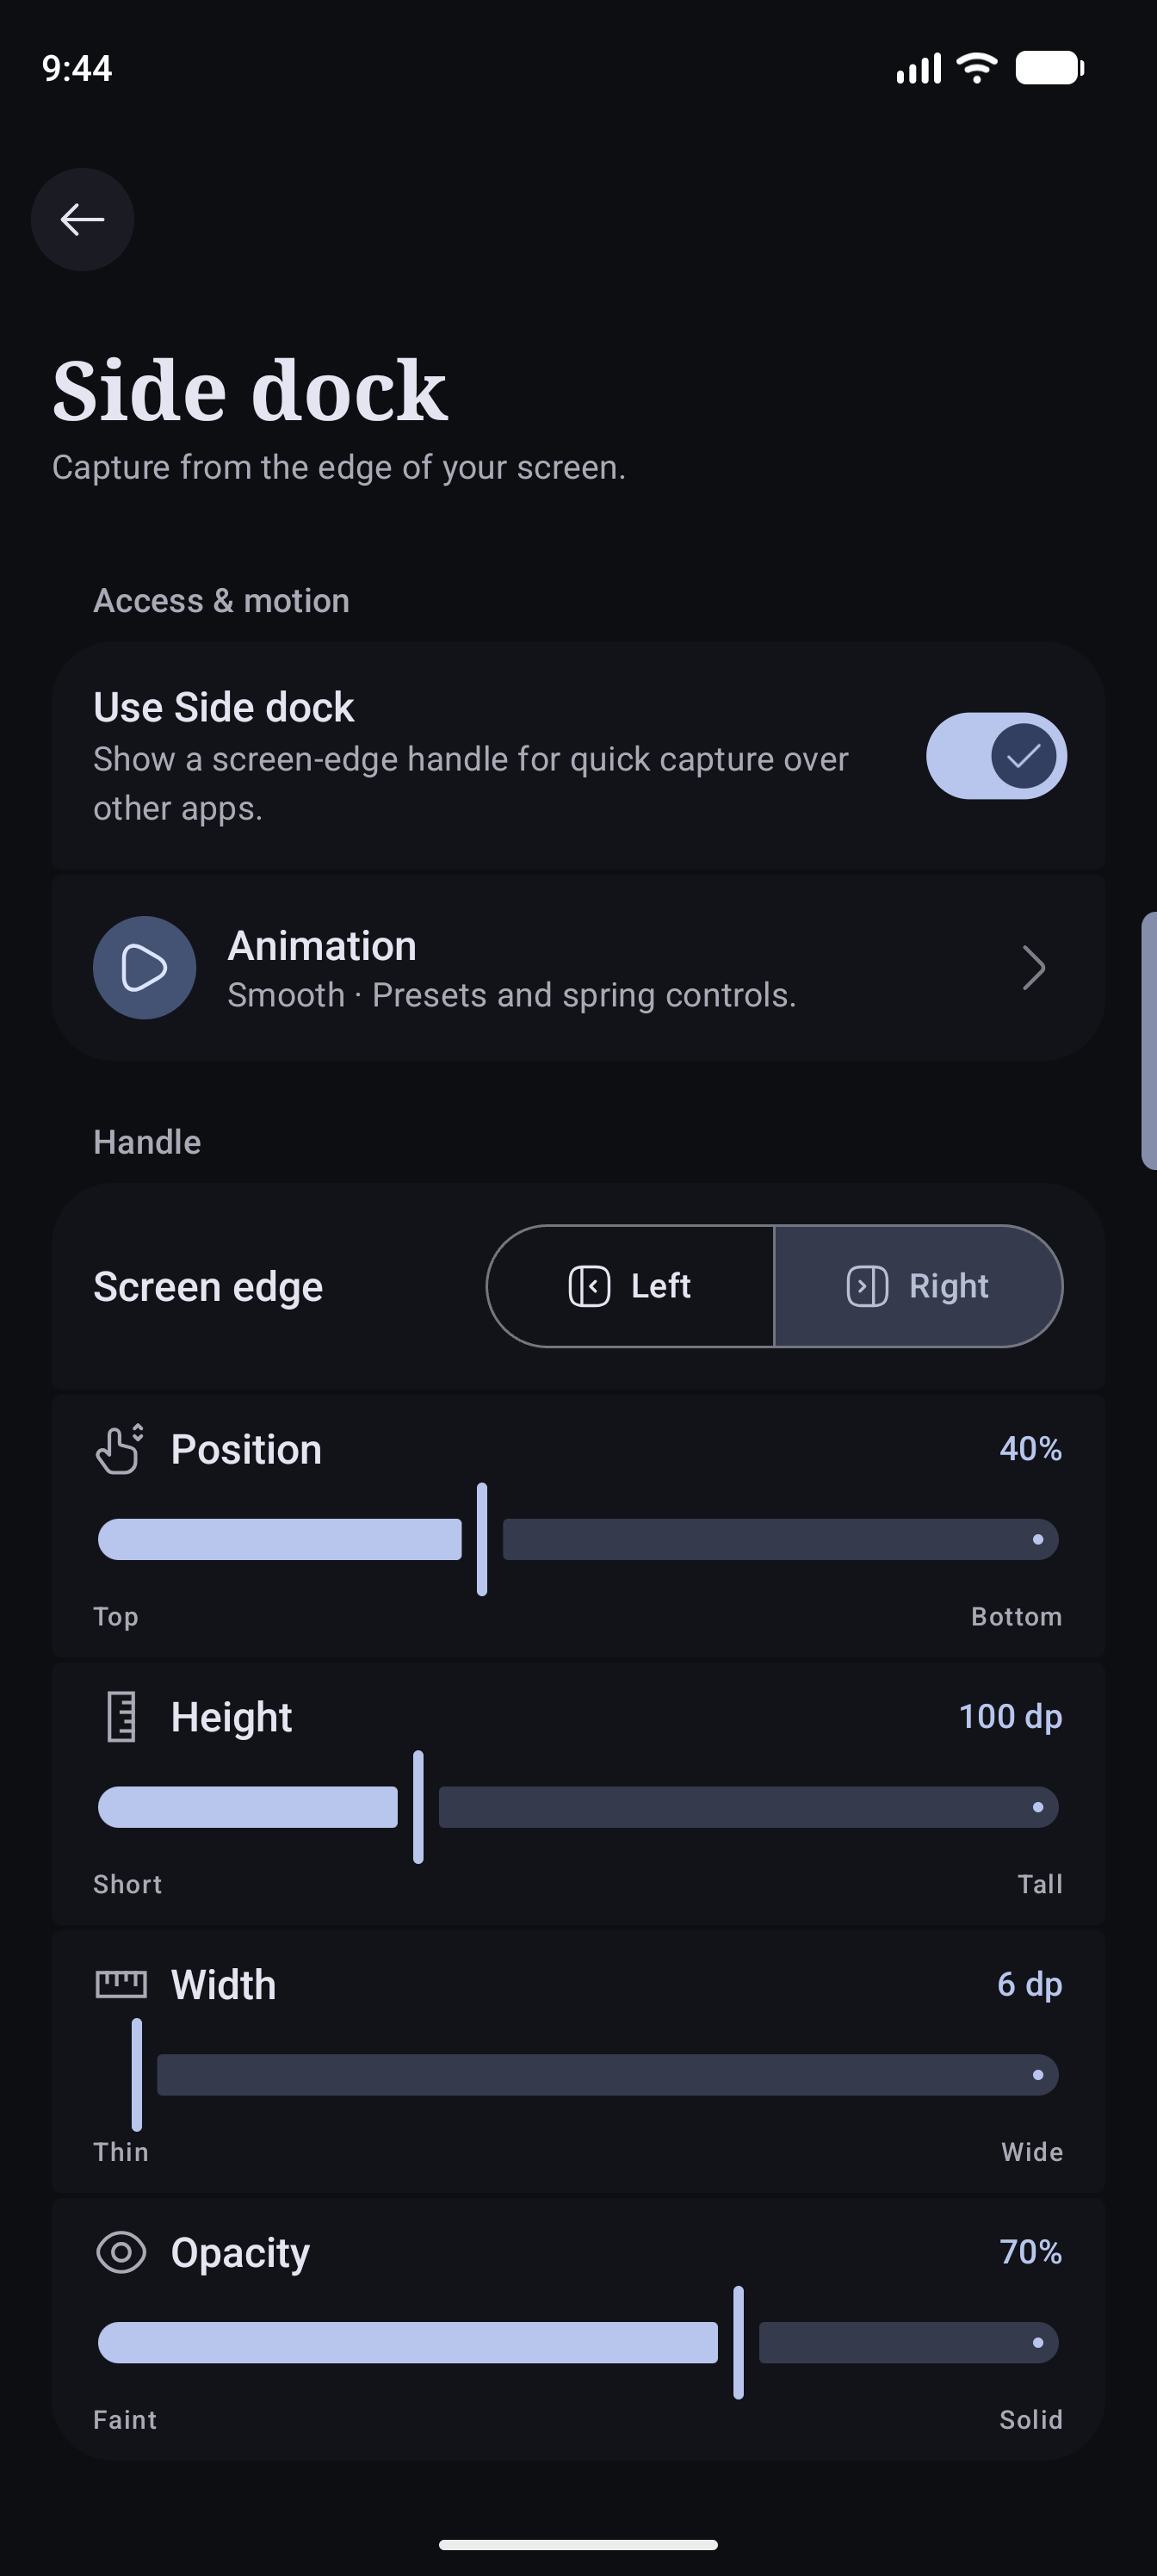 9:44
Side dock
Capture from the edge of your screen.
Access & motion
Use Side dock
Show a screen-edge handle for quick capture over
other apps.
Animation
Smooth · Presets and spring controls.
Handle
Screen edge
Left
Right
Position
40%
Top
Bottom
Height
100 dp
Short
Tall
Width
6 dp
Thin
Wide
Opacity
70%
Faint
Solid